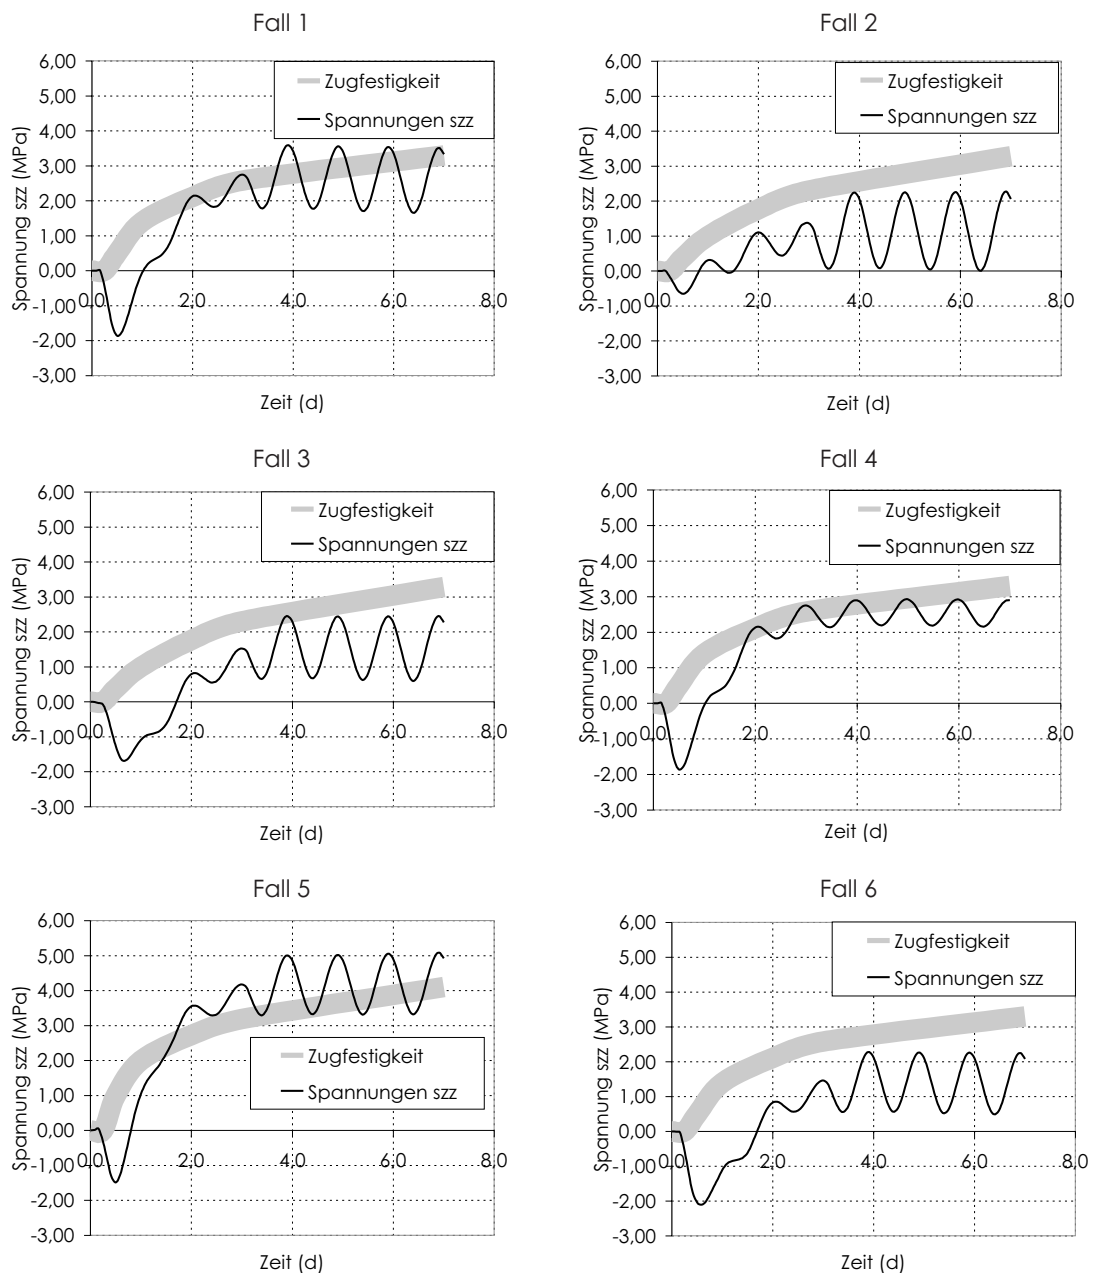 Fall 1
6,00
5,00
4,00
3,00
2,00
1,00
0,00
-1,00
-2,00
-3,00
Spannung szz (MPa)
Zugfestigkeit
Spannungen szz
0,0 2,0 4,0 6,0 8,0
Zeit (d)
Fall 2
6,00
5,00
4,00
3,00
2,00
1,00
0,00
-1,00
-2,00
-3,00
Spannung szz (MPa)
Zugfestigkeit
Spannungen szz
0,0 2,0 4,0 6,0 8,0
Zeit (d)
Fall 3
6,00
5,00
4,00
3,00
2,00
1,00
0,00
-1,00
-2,00
-3,00
Spannung szz (MPa)
Zugfestigkeit
Spannungen szz
0,0 2,0 4,0 6,0 8,0
Zeit (d)
Fall 4
6,00
5,00
4,00
3,00
2,00
1,00
0,00
-1,00
-2,00
-3,00
Spannung szz (MPa)
Zugfestigkeit
Spannungen szz
0,0 2,0 4,0 6,0 8,0
Zeit (d)
Fall 5
6,00
5,00
4,00
3,00
2,00
1,00
0,00
-1,00
-2,00
-3,00
Spannung szz (MPa)
Zugfestigkeit
Spannungen szz
0,0 2,0 4,0 6,0 8,0
Zeit (d)
Fall 6
6,00
5,00
4,00
3,00
2,00
1,00
0,00
-1,00
-2,00
-3,00
Spannung szz (MPa)
Zugfestigkeit
Spannungen szz
0,0 2,0 4,0 6,0 8,0
Zeit (d)